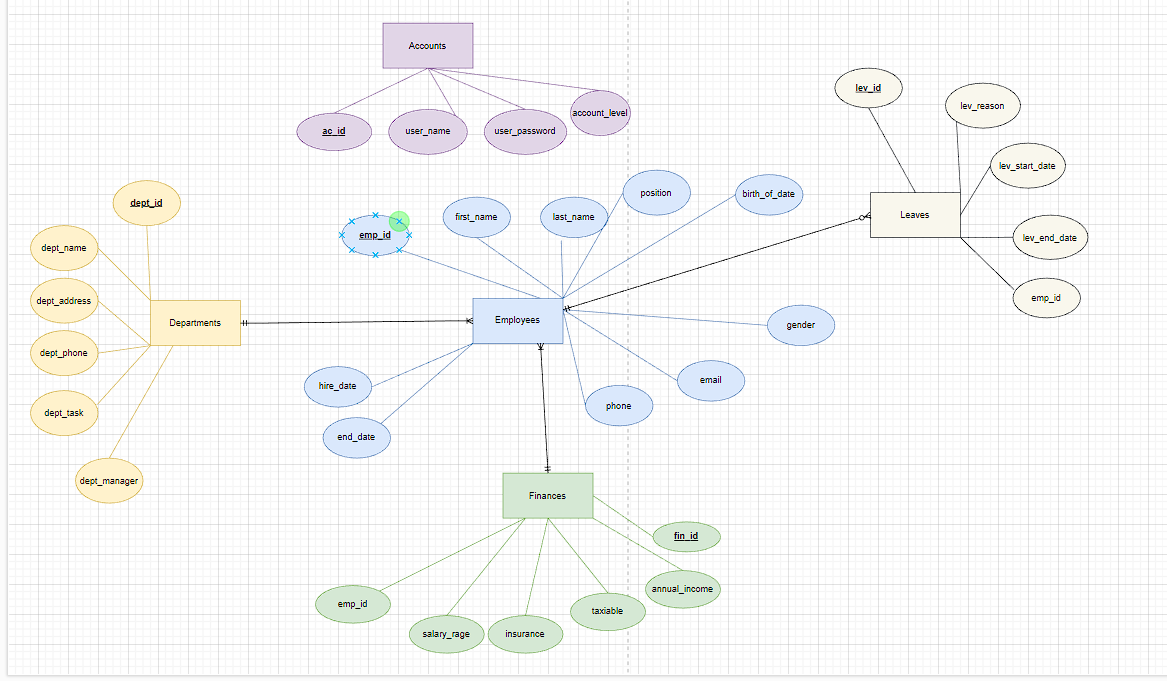 Accounts
ac_id
user_name
user_password
account_level
lev_id
lev_reason
lev_start_date
Leaves
lev_end_date
emp_id
dept_id
dept_name
dept_address
dept_phone
dept_task
dept_manager
Departments
emp_id
first_name
last_name
position
birth_of_date
Employees
gender
email
phone
hire_date
end_date
Finances
fin_id
annual_income
taxiable
insurance
salary_rage
emp_id